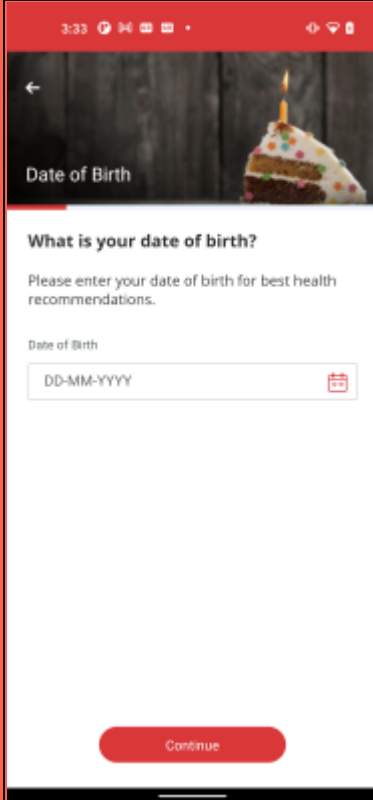 3:33
Date of Birth
What is your date of birth?
Please enter your date of birth for best health
recommendations.
Date of Birth
DD-MM-YYYY
Continue